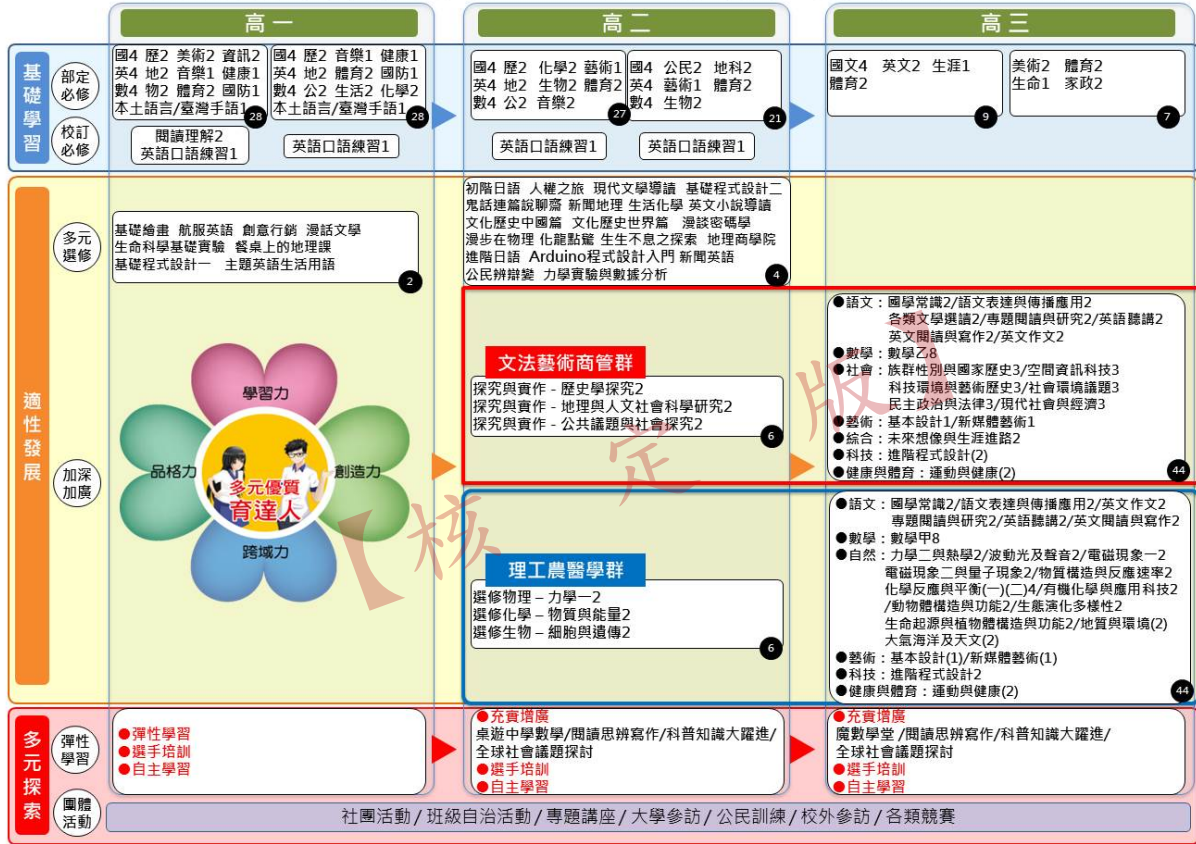 高一
高二
高三
基礎學習
部定必修
校訂必修
國4 歷2 美術2 資訊2
英4 地2 音樂1 健康1
數4 物2 體育2 國防1
本土語言/臺灣手語1
28
國4 歷2 音樂1 健康1
英4 地2 體育2 國防1
數4 公2 生活2 化學2
本土語言/臺灣手語1
28
閱讀理解2
英語口語練習1
英語口語練習1
國4 歷2 化學2 藝術1
英4 地2 生物2 體育2
數4 公2 音樂2
27
國4 公民2 地科2
英4 藝術1 體育2
數4 生物2
21
英語口語練習1
英語口語練習1
國文4 英文2 生涯1
體育2
9
美術2 體育2
生命1 家政2
7
適性發展
多元選修
加深加廣
基礎繪畫 航服英語 創意行銷 漫話文學
生命科學基礎實驗 餐桌上的地理課
基礎程式設計一 主題英語生活用語
2
初階日語 人權之旅 現代文學導讀 基礎程式設計二
鬼話連篇說聊齋 新聞地理 生活化學 英文小說導讀
文化歷史中國篇 文化歷史世界篇 漫談密碼學
漫步在物理 化龍點驚 生生不息之探索 地理商學院
進階日語 Arduino程式設計入門 新聞英語
公民辨辯變 力學實驗與數據分析
4
學習力
品格力
創造力
跨域力
多元優質
育達人
文法藝術商管群
探究與實作 - 歷史學探究2
探究與實作 - 地理與人文社會科學研究2
探究與實作 - 公共議題與社會探究2
6
●語文：國學常識2/語文表達與傳播應用2
各類文學選讀2/專題閱讀與研究2/英語聽講2
英文閱讀與寫作2/英文作文2
●數學：數學乙8
●社會：族群性別與國家歷史3/空間資訊科技3
科技環境與藝術歷史3/社會環境議題3
民主政治與法律3/現代社會與經濟3
●藝術：基本設計1/新媒體藝術1
●綜合：未來想像與生涯進路2
●科技：進階程式設計(2)
●健康與體育：運動與健康(2)
44
理工農醫學群
選修物理 – 力學一2
選修化學 – 物質與能量2
選修生物 – 細胞與遺傳2
6
●語文：國學常識2/語文表達與傳播應用2/英文作文2
專題閱讀與研究2/英語聽講2/英文閱讀與寫作2
●數學：數學甲8
●自然：力學二與熱學2/波動光及聲音2/電磁現象一2
電磁現象二與量子現象2/物質構造與反應速率2
化學反應與平衡(一)(二)4/有機化學與應用科技2
/動物體構造與功能2/生態演化多樣性2
生命起源與植物體構造與功能2/地質與環境(2)
大氣海洋及天文(2)
●藝術：基本設計(1)/新媒體藝術(1)
●科技：進階程式設計2
●健康與體育：運動與健康(2)
44
【核定版】
多元探索
彈性學習
團體活動
●彈性學習
●選手培訓
●自主學習
●充實增廣
桌遊中學數學/閱讀思辨寫作/科普知識大躍進/
全球社會議題探討
●選手培訓
●自主學習
●充實增廣
魔數學堂 /閱讀思辨寫作/科普知識大躍進/
全球社會議題探討
●選手培訓
●自主學習
社團活動 / 班級自治活動 / 專題講座 / 大學參訪 / 公民訓練 / 校外參訪 / 各類競賽